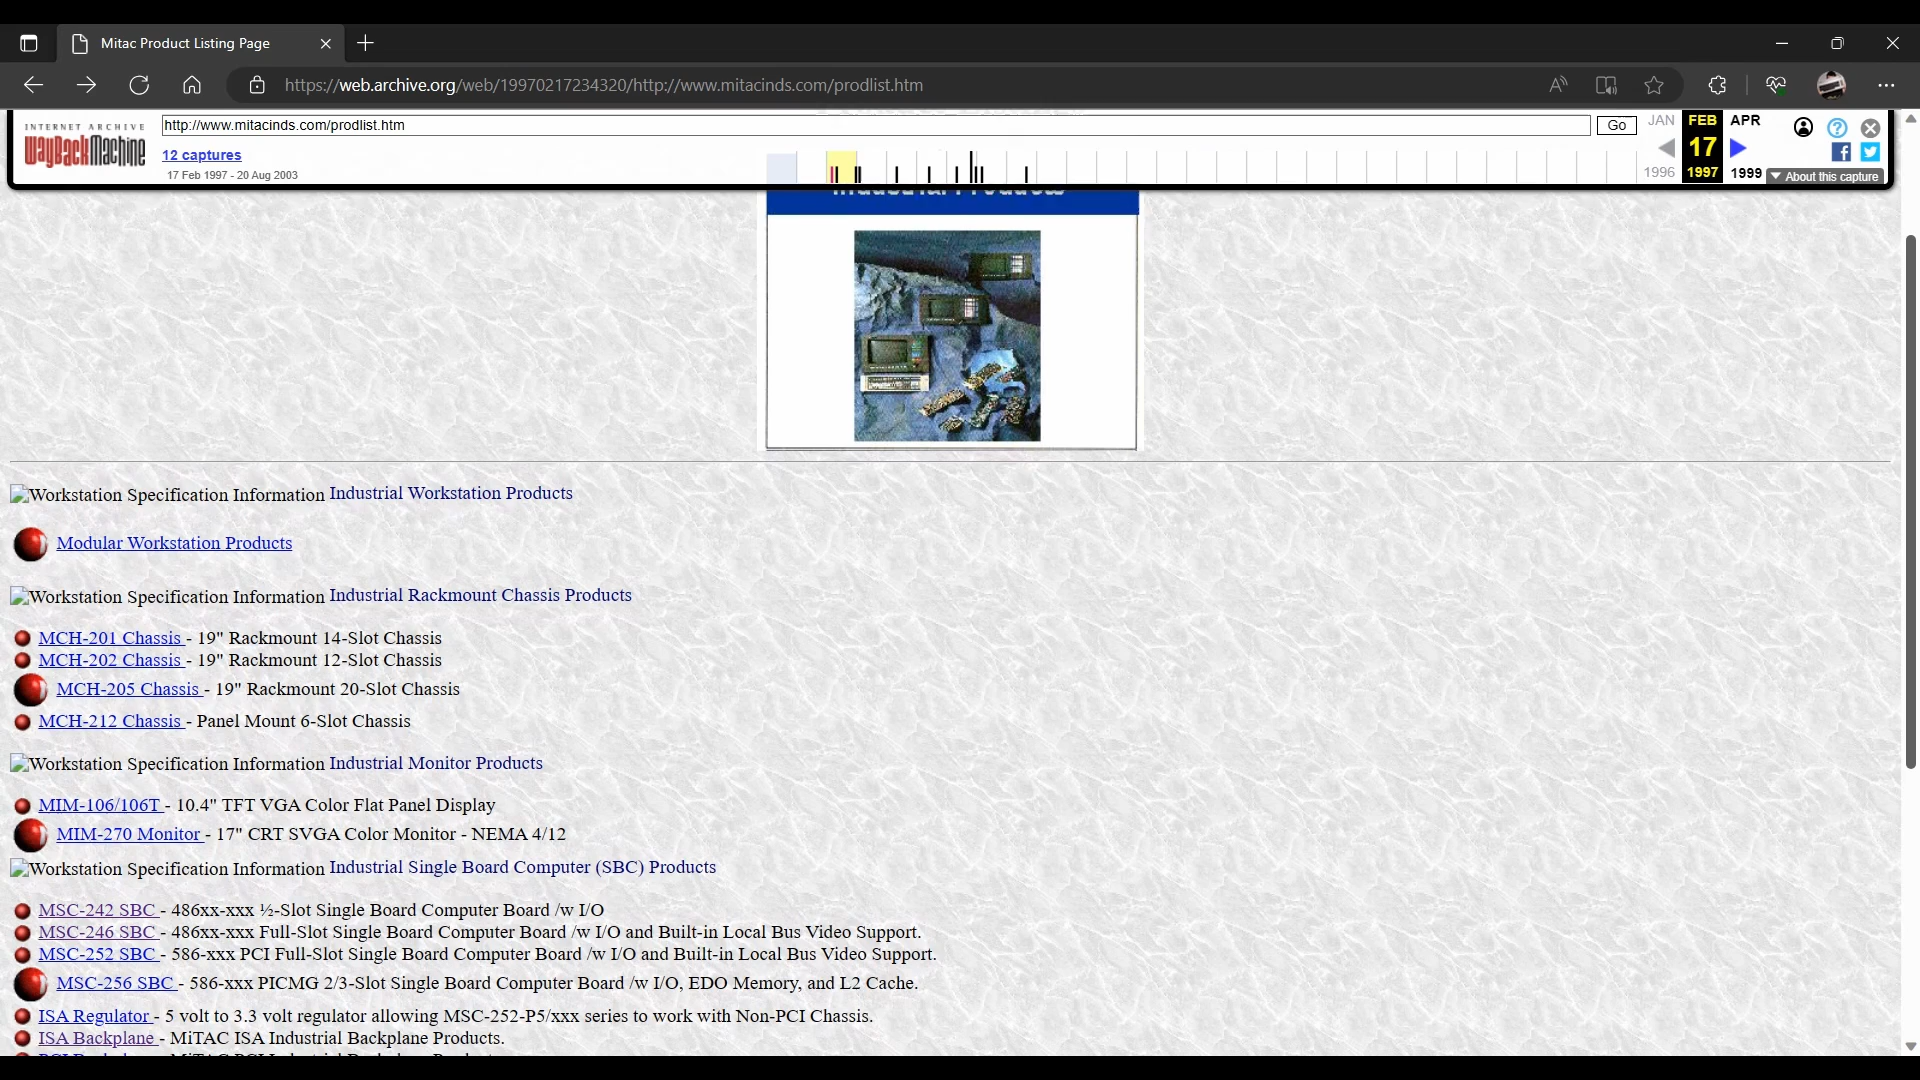 Mitac Product Listing Page
https://web.archive.org/web/19970217234320/http://www.mitacinds.com/prodlist.htm
INTERNET ARCHIVE
WayBackMachine
http://www.mitacinds.com/prodlist.htm
Go
JAN
FEB
APR
12 captures
17
17 Feb 1997 - 20 Aug 2003
1996
1997
1999
About this capture
Industrial Products
Workstation Specification Information Industrial Workstation Products
Modular Workstation Products
Workstation Specification Information Industrial Rackmount Chassis Products
MCH-201 Chassis - 19" Rackmount 14-Slot Chassis
MCH-202 Chassis - 19" Rackmount 12-Slot Chassis
MCH-205 Chassis - 19" Rackmount 20-Slot Chassis
MCH-212 Chassis - Panel Mount 6-Slot Chassis
Workstation Specification Information Industrial Monitor Products
MIM-106/106T - 10.4" TFT VGA Color Flat Panel Display
MIM-270 Monitor - 17" CRT SVGA Color Monitor - NEMA 4/12
Workstation Specification Information Industrial Single Board Computer (SBC) Products
MSC-242 SBC - 486xx-xxx ½-Slot Single Board Computer Board /w I/O
MSC-246 SBC - 486xx-xxx Full-Slot Single Board Computer Board /w I/O and Built-in Local Bus Video Support.
MSC-252 SBC - 586-xxx PCI Full-Slot Single Board Computer Board /w I/O and Built-in Local Bus Video Support.
MSC-256 SBC - 586-xxx PICMG 2/3-Slot Single Board Computer Board /w I/O, EDO Memory, and L2 Cache.
ISA Regulator - 5 volt to 3.3 volt regulator allowing MSC-252-P5/xxx series to work with Non-PCI Chassis.
ISA Backplane - MiTAC ISA Industrial Backplane Products.